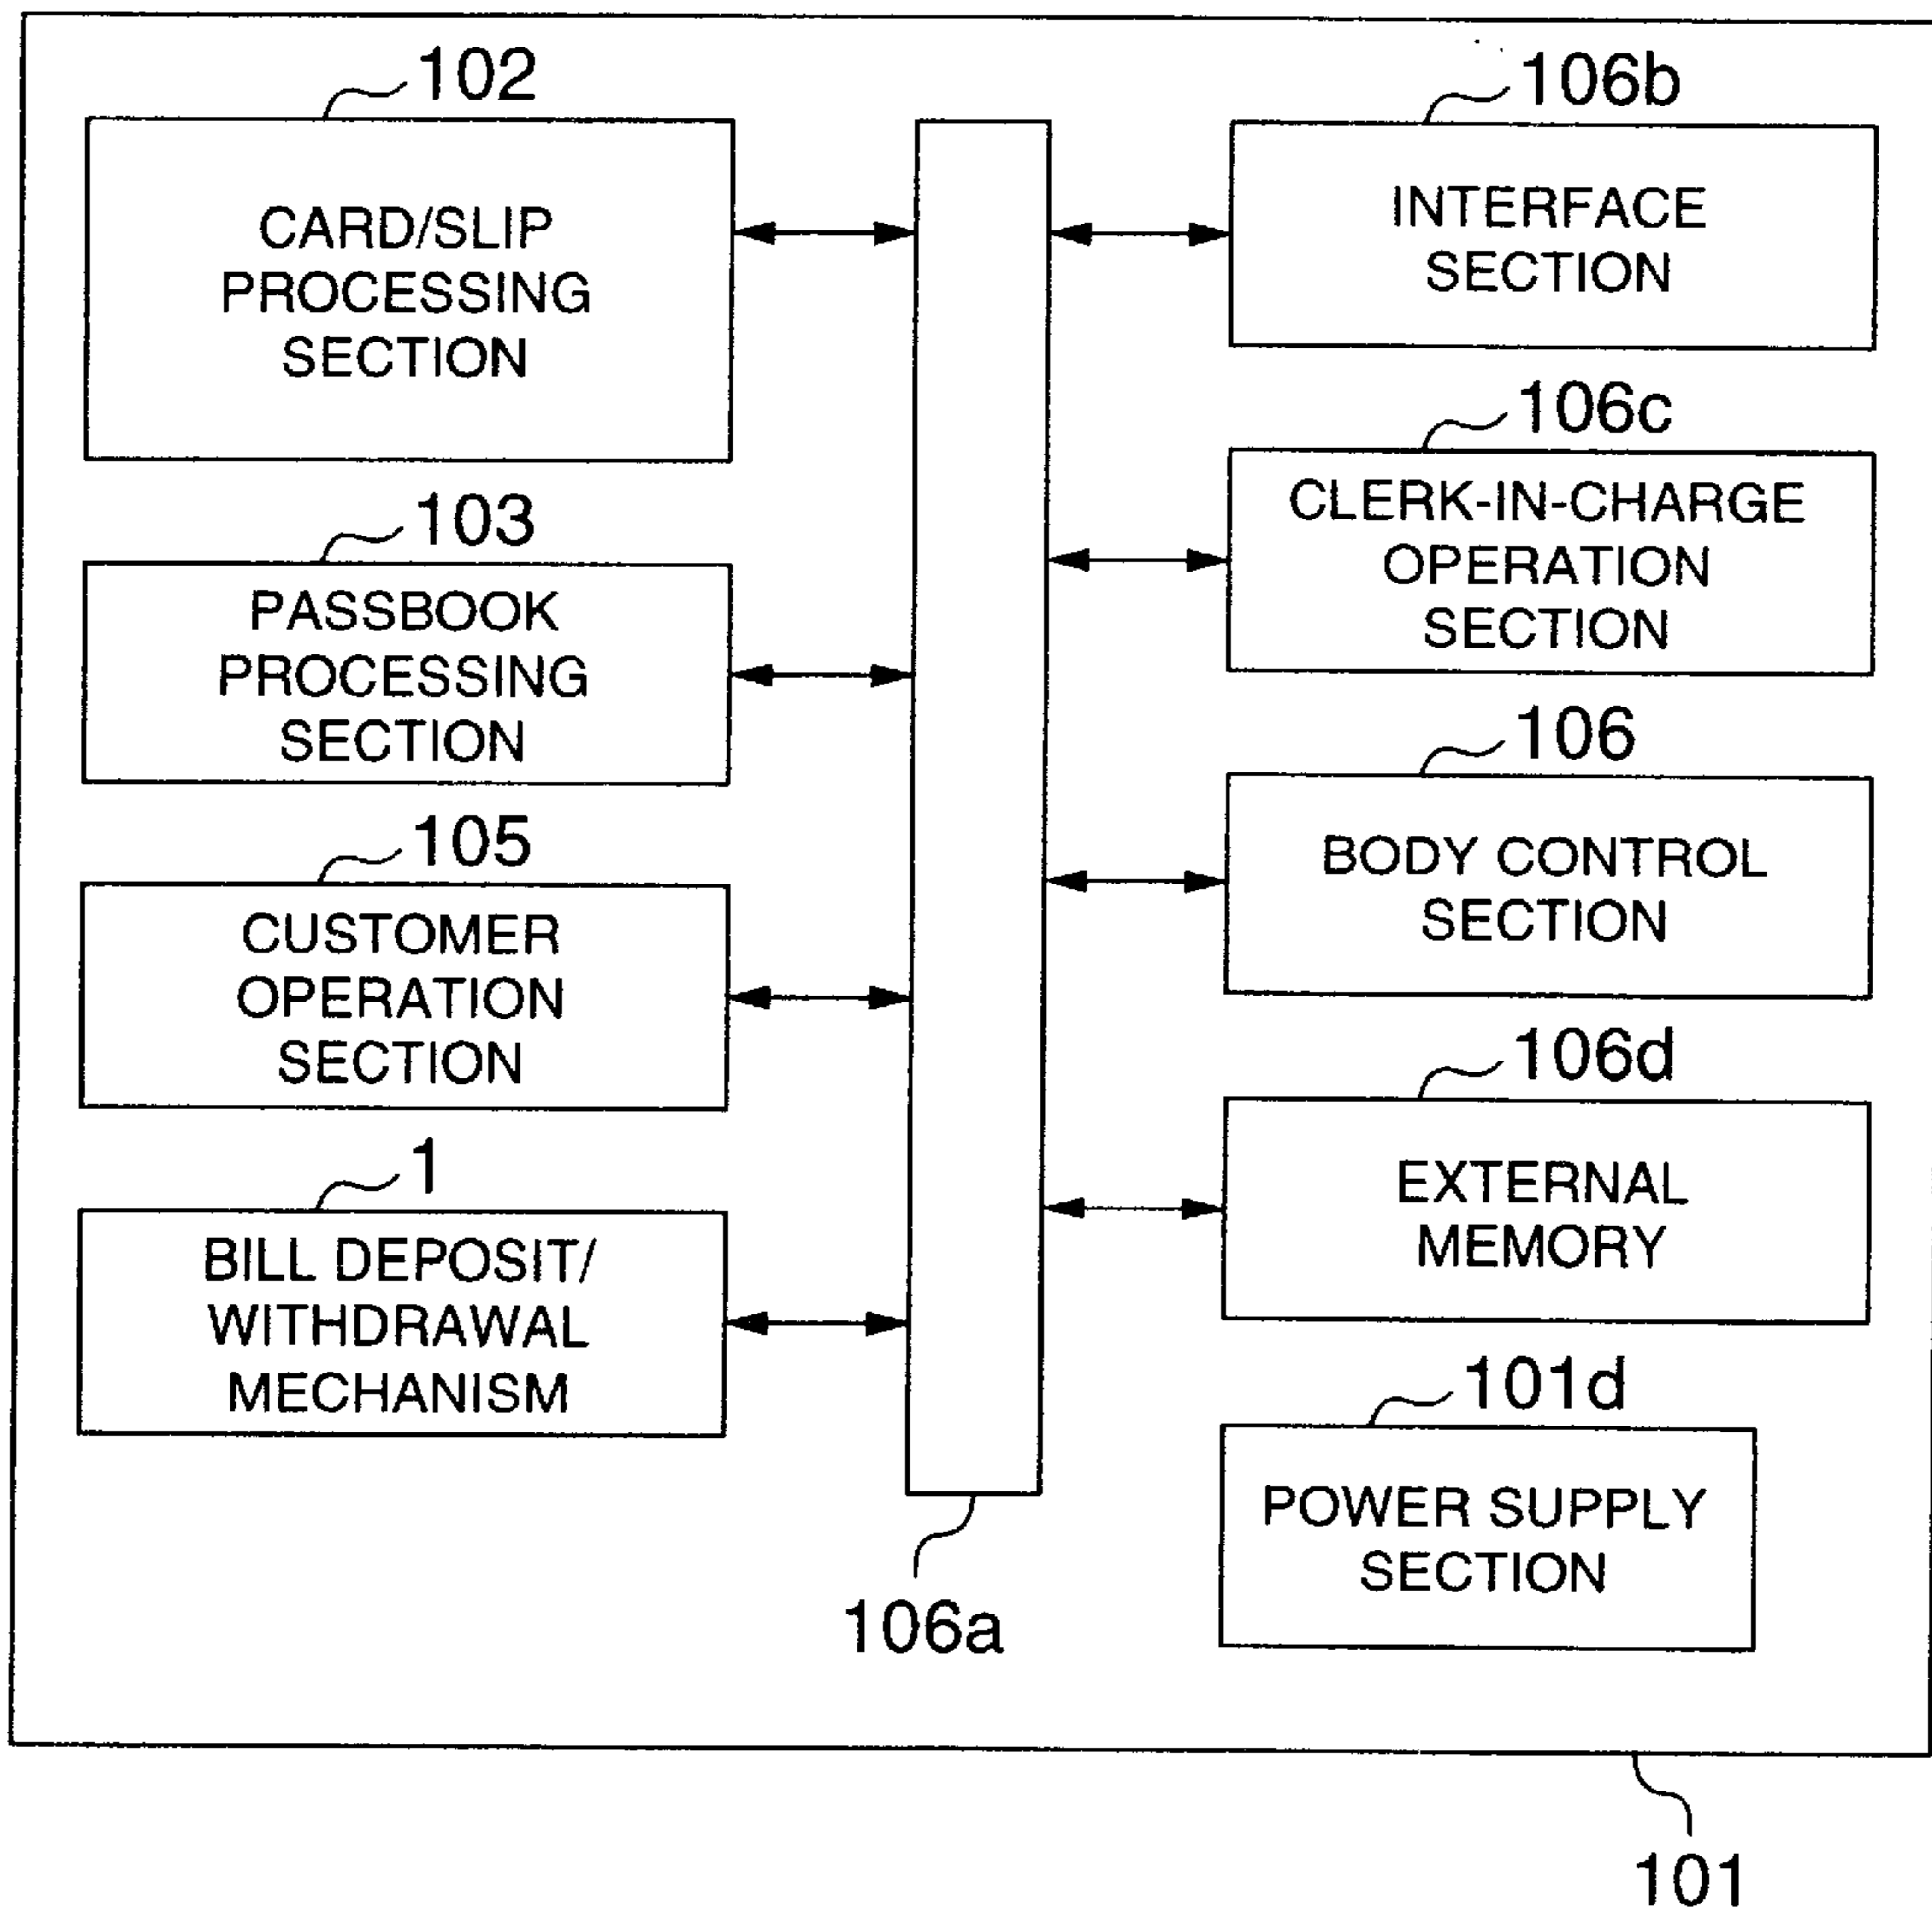 102
CARD/SLIP
PROCESSING
SECTION
103
PASSBOOK
PROCESSING
SECTION
105
CUSTOMER
OPERATION
SECTION
1
BILL DEPOSIT/
WITHDRAWAL
MECHANISM
106a
106b
INTERFACE
SECTION
106c
CLERK-IN-CHARGE
OPERATION
SECTION
106
BODY CONTROL
SECTION
106d
EXTERNAL
MEMORY
101d
POWER SUPPLY
SECTION
101